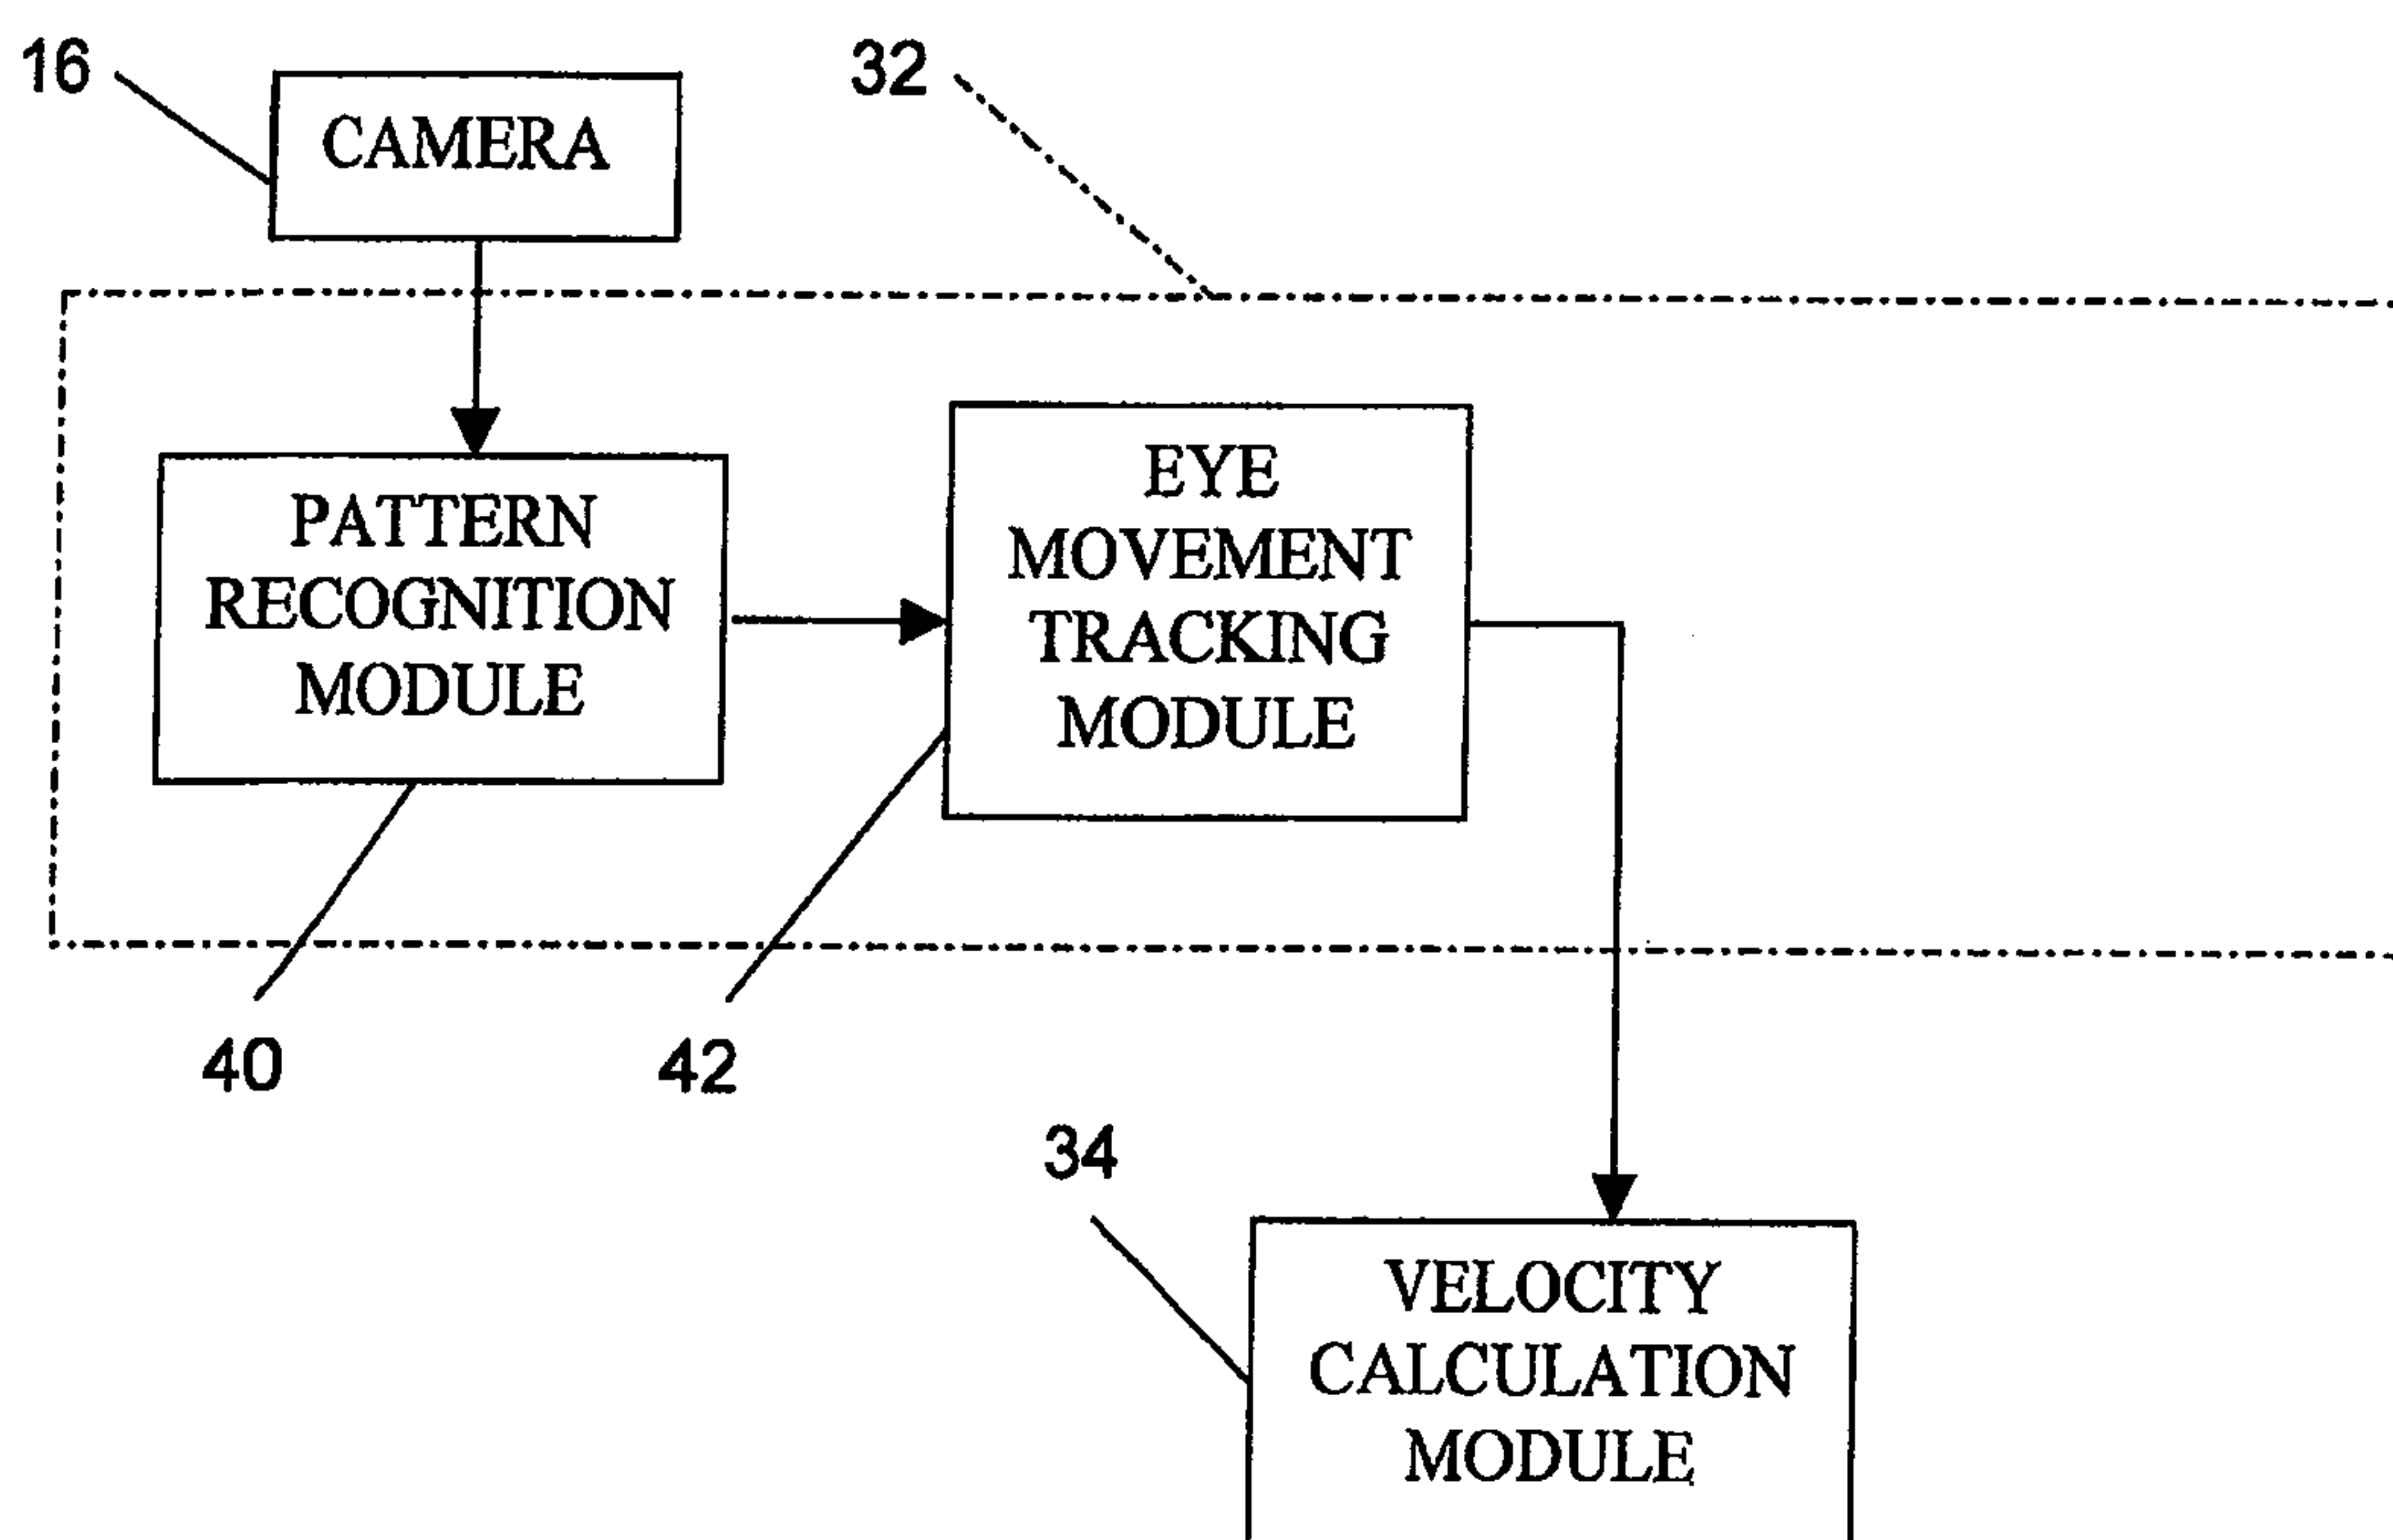 16
CAMERA
32
PATTERN
RECOGNITION
MODULE
EYE
MOVEMENT
TRACKING
MODULE
40
42
34
VELOCITY
CALCULATION
MODULE